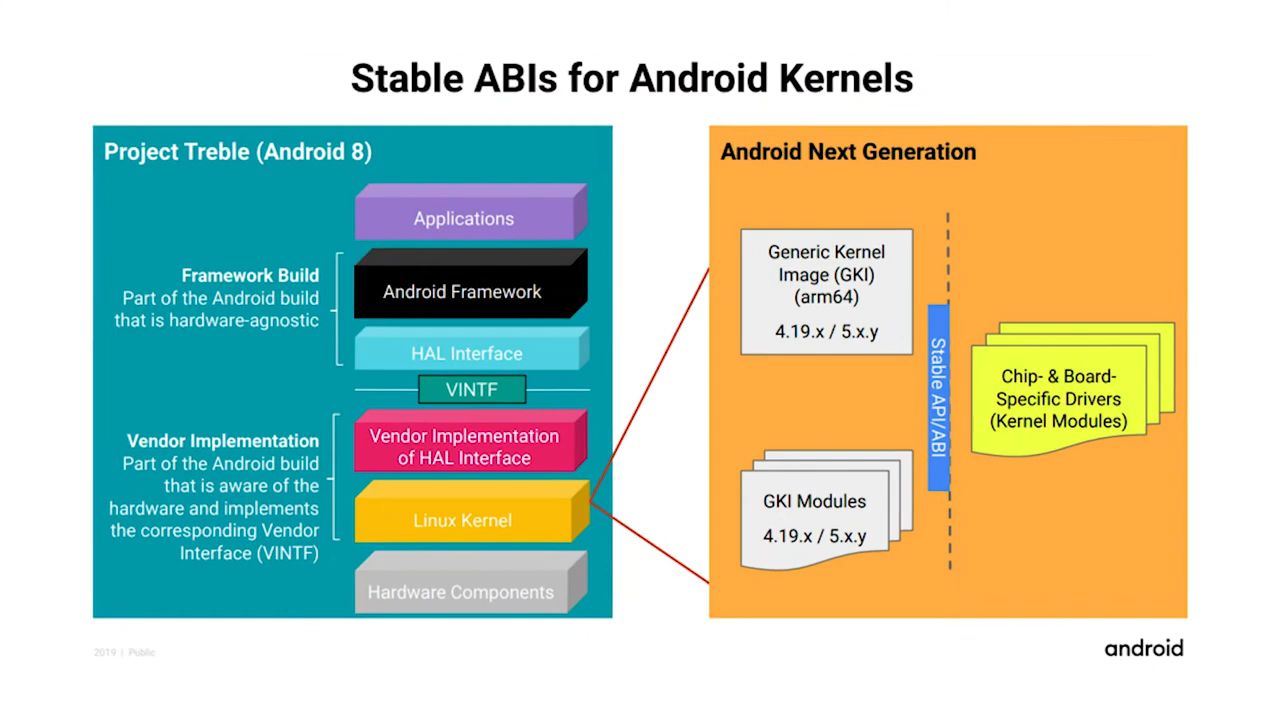 Stable ABIs for Android Kernels
Project Treble (Android 8)
Applications
Framework Build
Part of the Android build
that is hardware-agnostic
Android Framework
HAL Interface
VINTF
Vendor Implementation
Part of the Android build
that is aware of the
hardware and implements
the corresponding Vendor
Interface (VINTF)
Vendor Implementation
of HAL Interface
Linux Kernel
Hardware Components
Android Next Generation
Generic Kernel
Image (GKI)
(arm64)
4.19.x / 5.x.y
GKI Modules
4.19.x / 5.x.y
Stable API/ABI
Chip- & Board-
Specific Drivers
(Kernel Modules)
2019 | Public
android